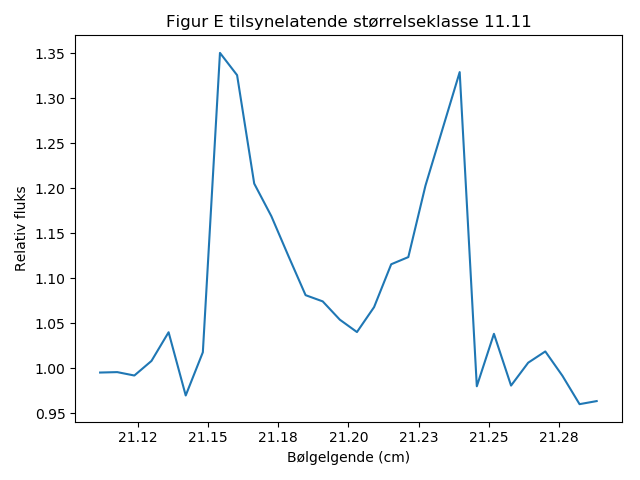 Figur E tilsynelatende størrelseklasse 11.11
1.35
1.30
1.25
1.20
1.15
1.10
1.05
1.00
0.95
Relativ fluks
21.12 21.15 21.18 21.20 21.23 21.25 21.28
Bølgelgende (cm)